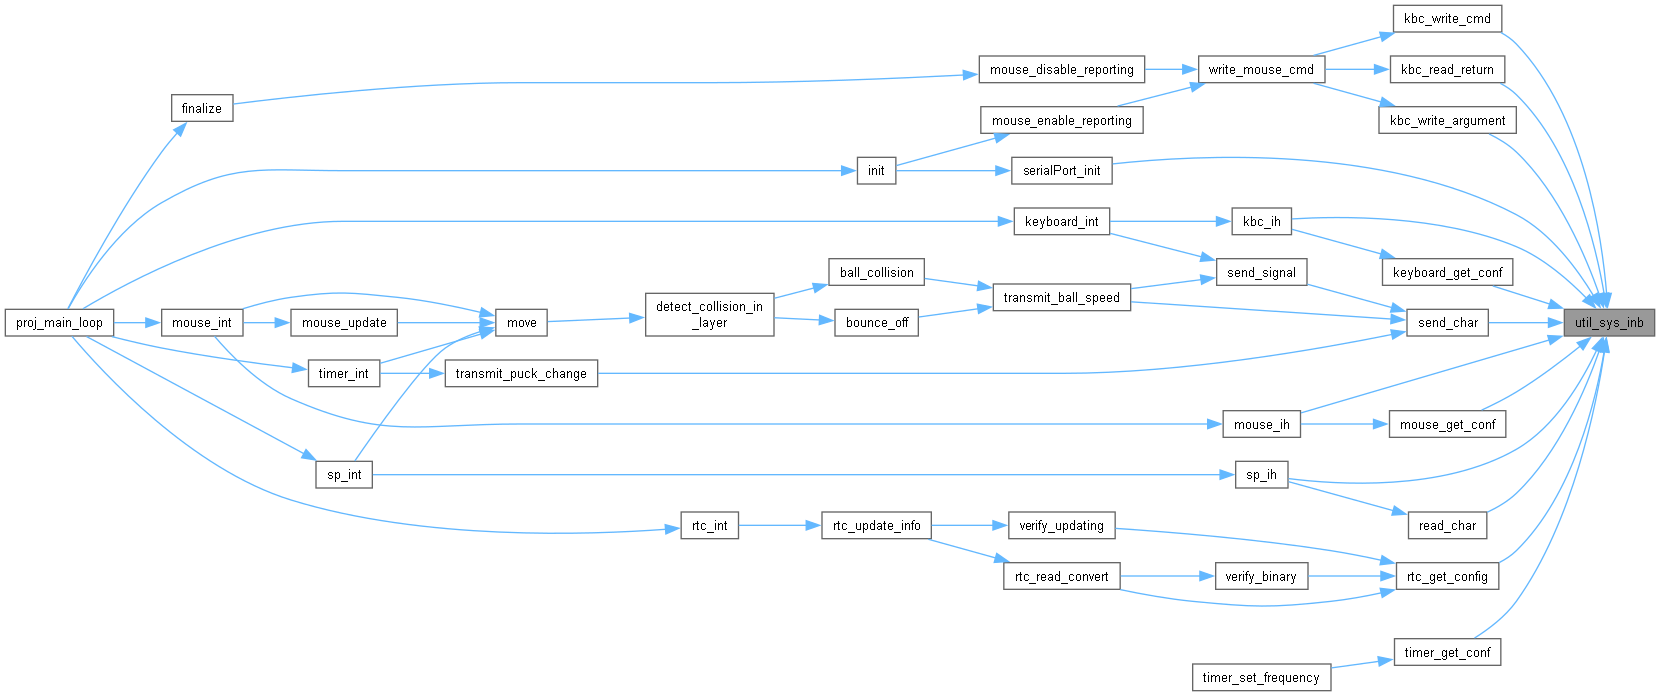 kbc_write_cmd
mouse_disable_reporting
write_mouse_cmd
kbc_read_return
finalize
mouse_enable_reporting
kbc_write_argument
init
serialPort_init
keyboard_int
kbc_ih
ball_collision
send_signal
keyboard_get_conf
transmit_ball_speed
detect_collision_in
_layer
proj_main_loop
mouse_int
mouse_update
move
bounce_off
send_char
util_sys_inb
timer_int
transmit_puck_change
mouse_ih
mouse_get_conf
sp_int
sp_ih
rtc_int
rtc_update_info
verify_updating
read_char
rtc_read_convert
verify_binary
rtc_get_config
timer_get_conf
timer_set_frequency